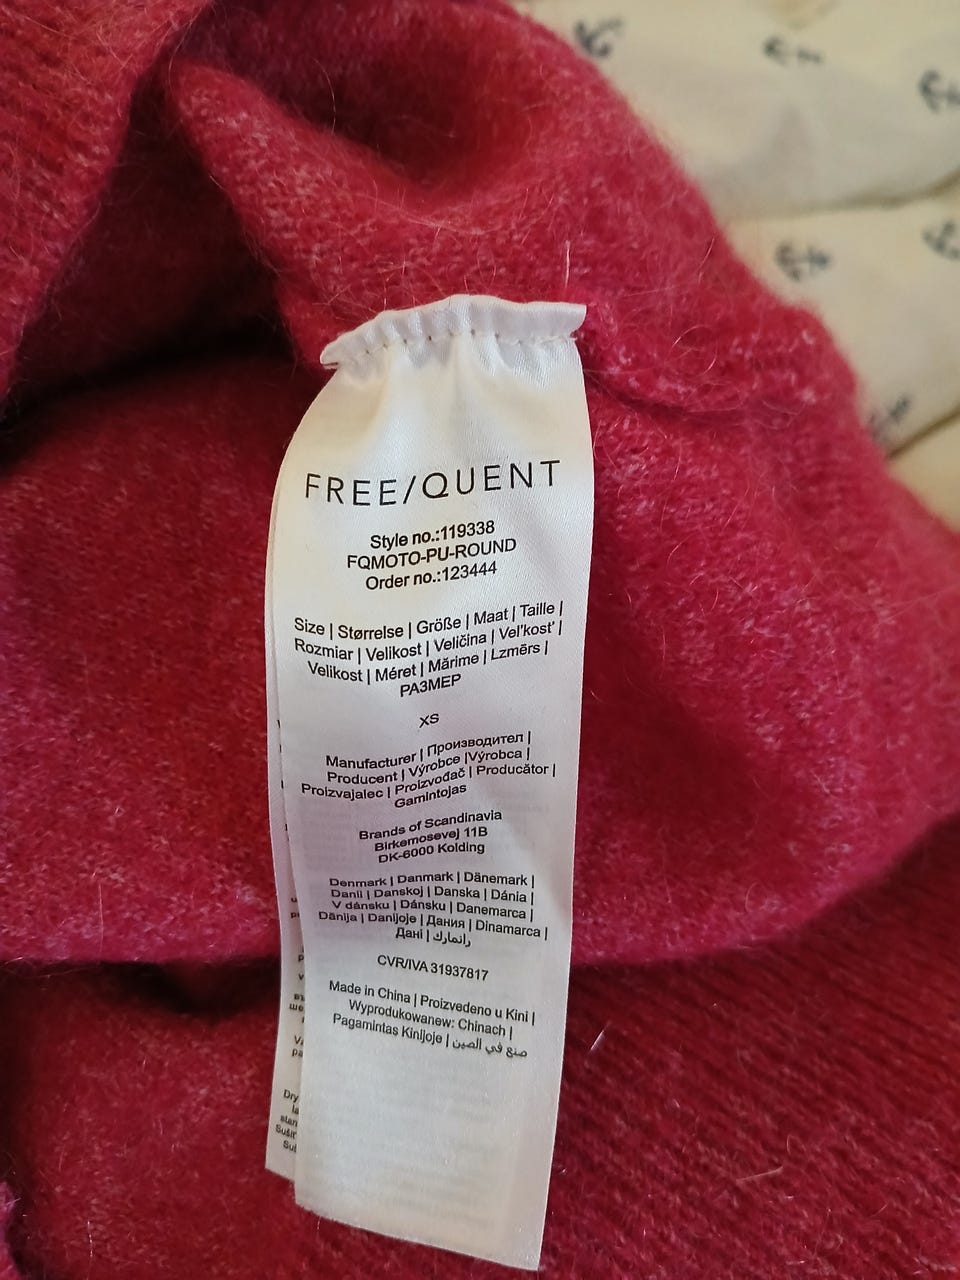 FREE/QUENT
Style no.:119338
FQMOTO-PU-ROUND
Order no.:123444
Size | Størrelse | Größe | Maat | Taille |
Rozmiar | Velikost | Veličina | Vel'kost' |
Velikost | Méret | Mărime | Lzmērs |
РАЗМЕР
XS
Manufacturer | Производител |
Producent | Výrobce |Výrobca |
Proizvajalec | Proizvođač | Producător |
Gamintojas
Brands of Scandinavia
Birkemosevej 11B
DK-6000 Kolding
Denmark | Danmark | Dänemark |
Danii | Danskoj | Danska | Dánia |
V dánsku | Dánsku | Danemarca |
Dānija | Danijoje | Дания | Dinamarca |
Дані | رانمارك
CVR/IVA 31937817
Made in China | Proizvedeno u Kini |
Wyprodukowanew: Chinach |
Pagamintas Kinijoje | صنع في الصين
Dry